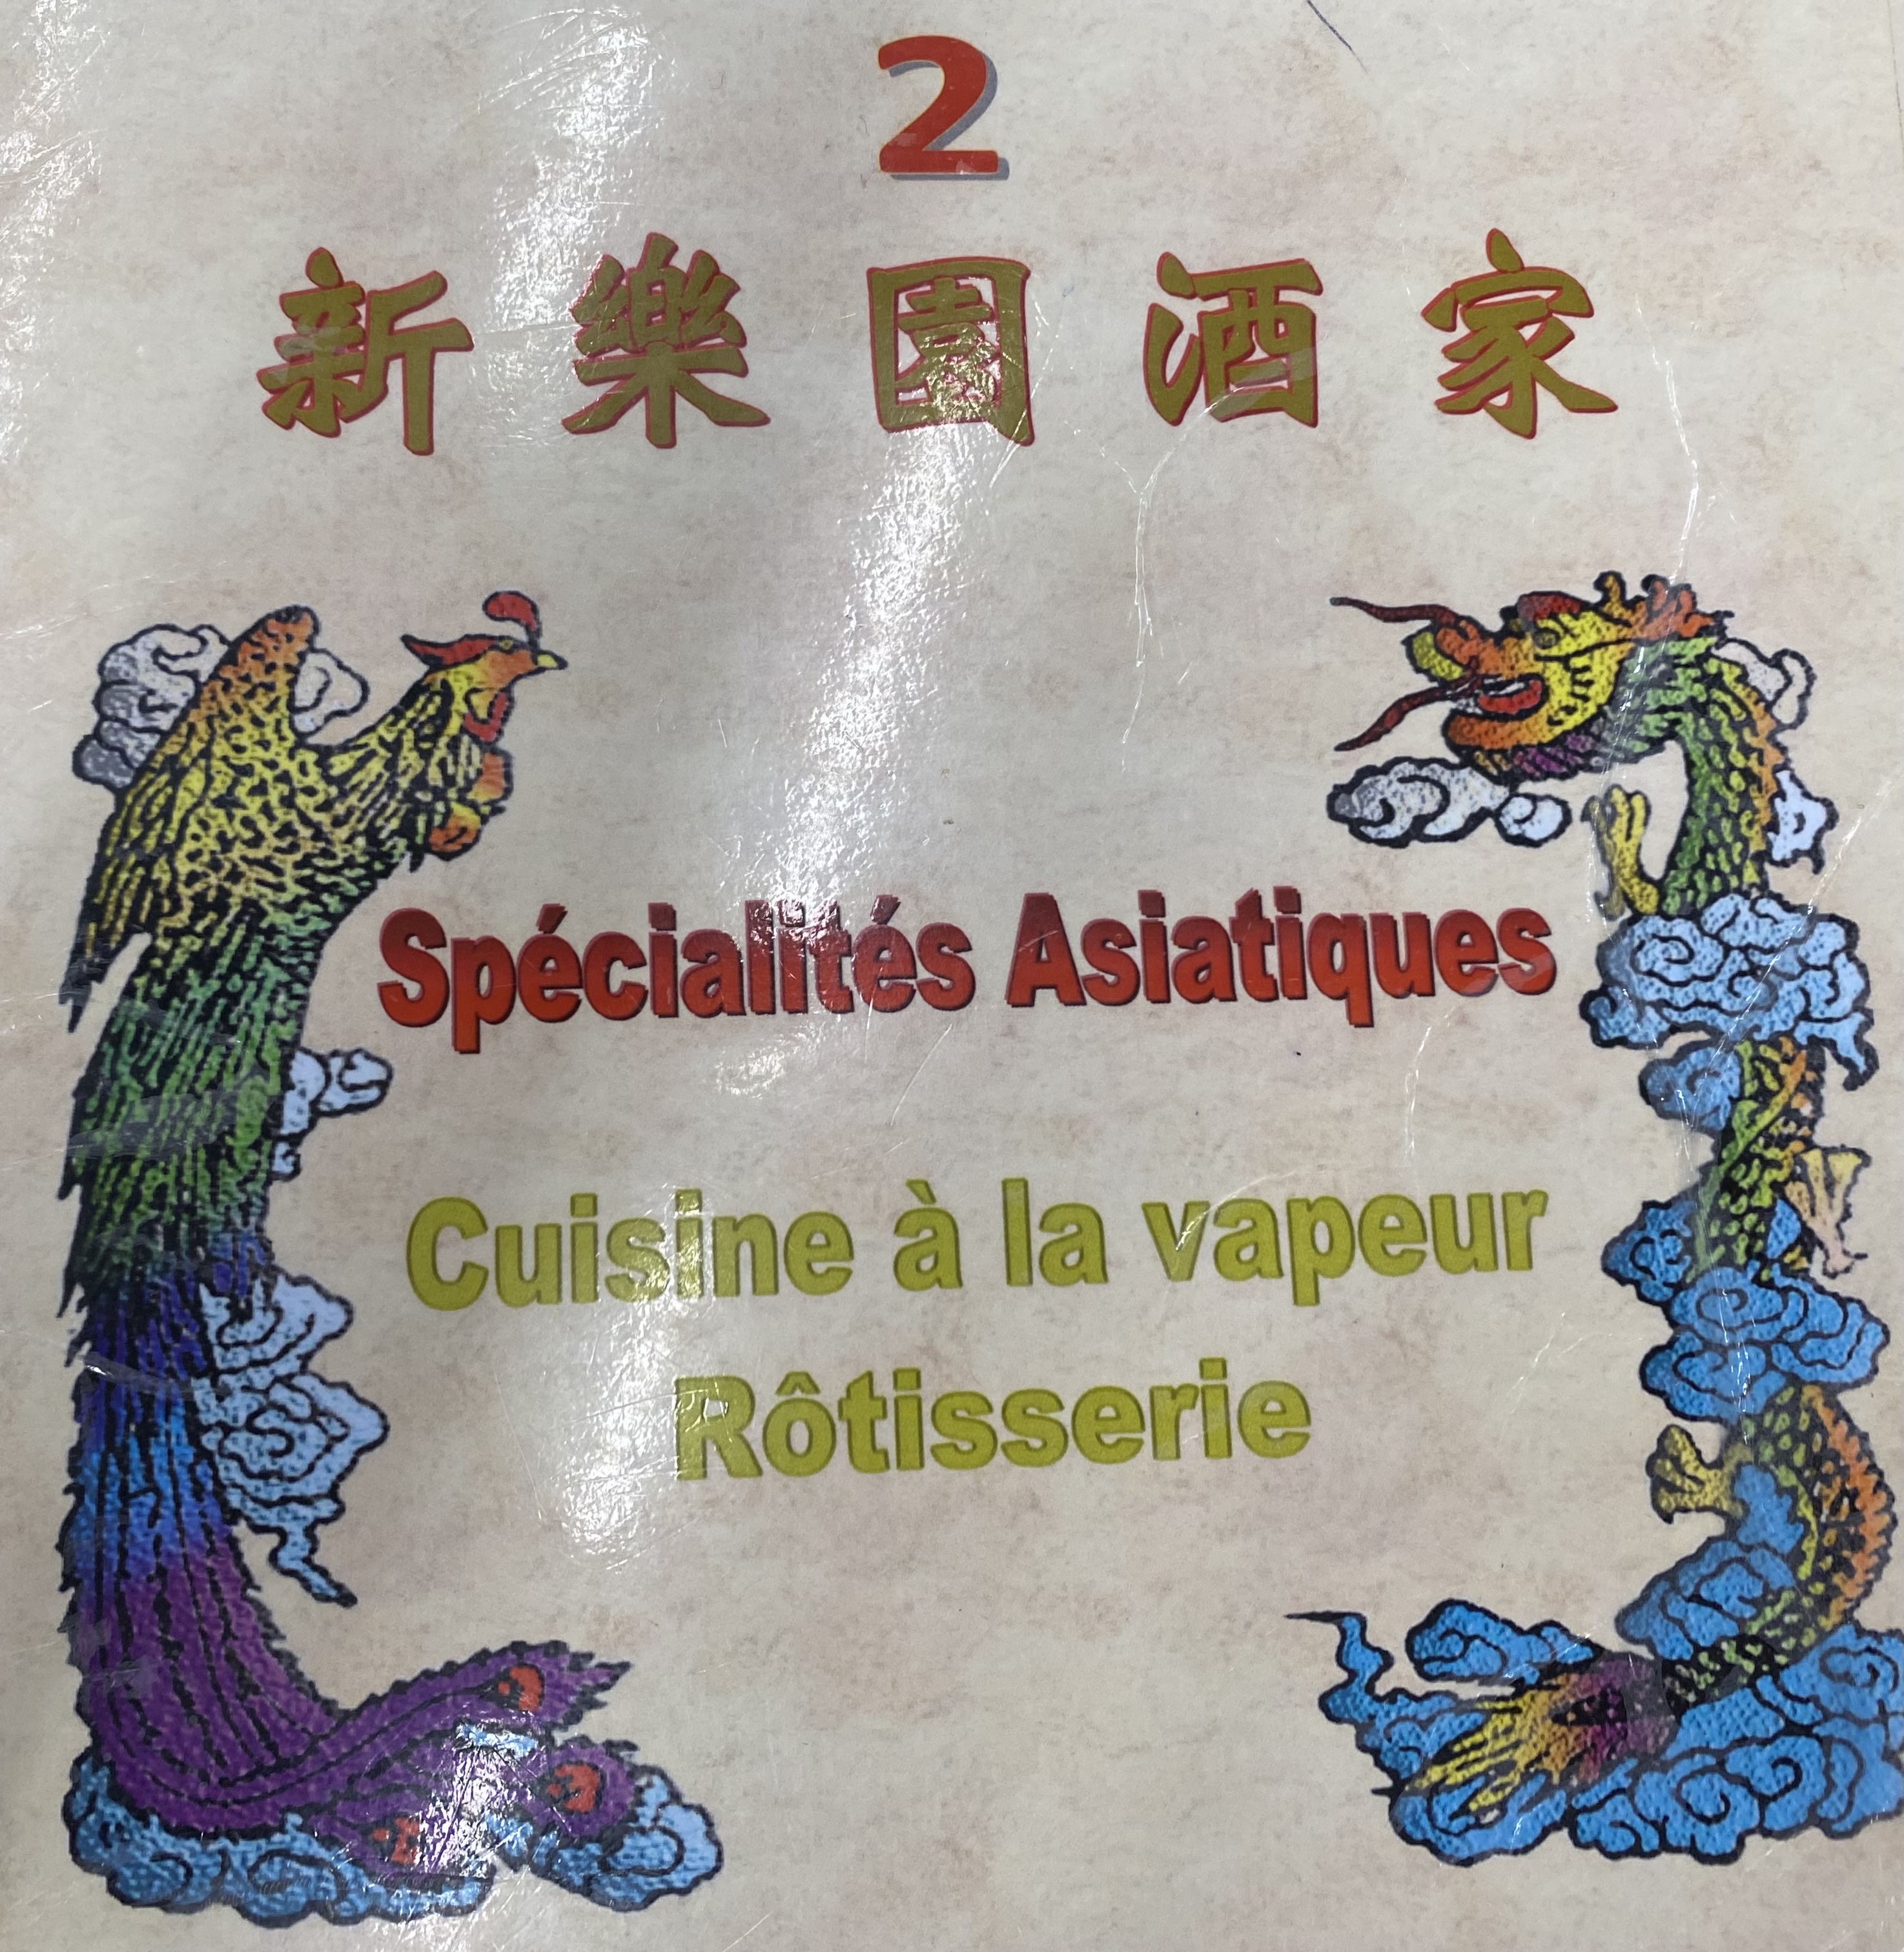 2
新樂園酒家
Spécialités Asiatiques
Cuisine à la vapeur
Rôtisserie